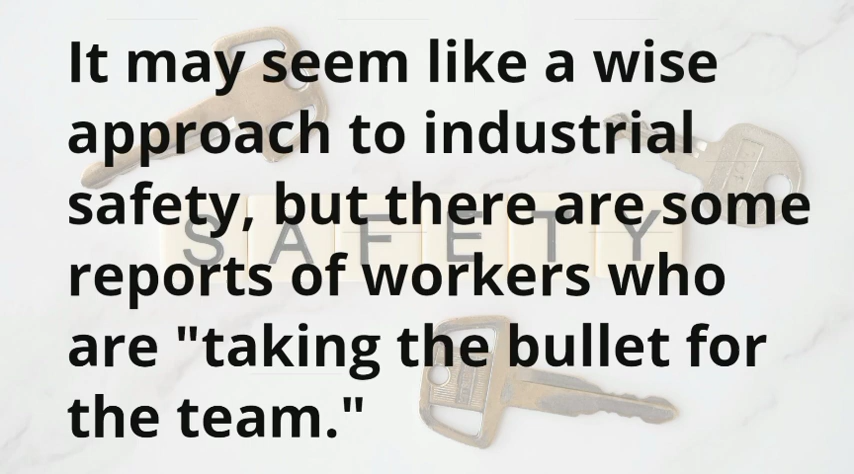 It may seem like a wise
approach to industrial
safety, but there are some
reports of workers who
are "taking the bullet for
the team."
SAFETY